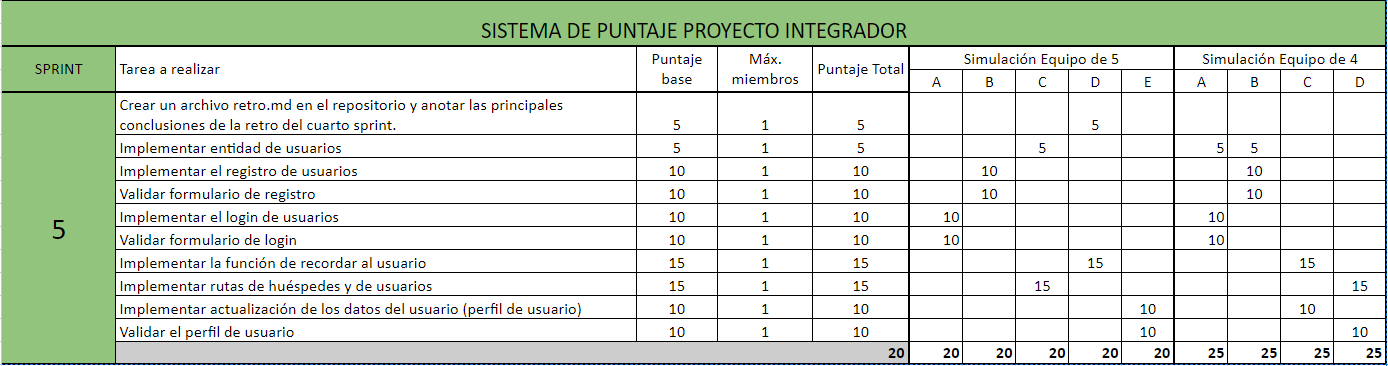 SISTEMA DE PUNTAJE PROYECTO INTEGRADOR
SPRINT Tarea a realizar Puntaje base Máx. miembros Puntaje Total Simulación Equipo de 5 Simulación Equipo de 4
A B C D E A B C D
5
Crear un archivo retro.md en el repositorio y anotar las principales
conclusiones de la retro del cuarto sprint. 5 1 5 5
Implementar entidad de usuarios 5 1 5 5 5 5
Implementar el registro de usuarios 10 1 10 10 10
Validar formulario de registro 10 1 10 10 10
Implementar el login de usuarios 10 1 10 10 10
Validar formulario de login 10 1 10 10 10
Implementar la función de recordar al usuario 15 1 15 15 15
Implementar rutas de huéspedes y de usuarios 15 1 15 15 15
Implementar actualización de los datos del usuario (perfil de usuario) 10 1 10 10 10
Validar el perfil de usuario 10 1 10 10 10
20 20 20 20 20 20 25 25 25 25